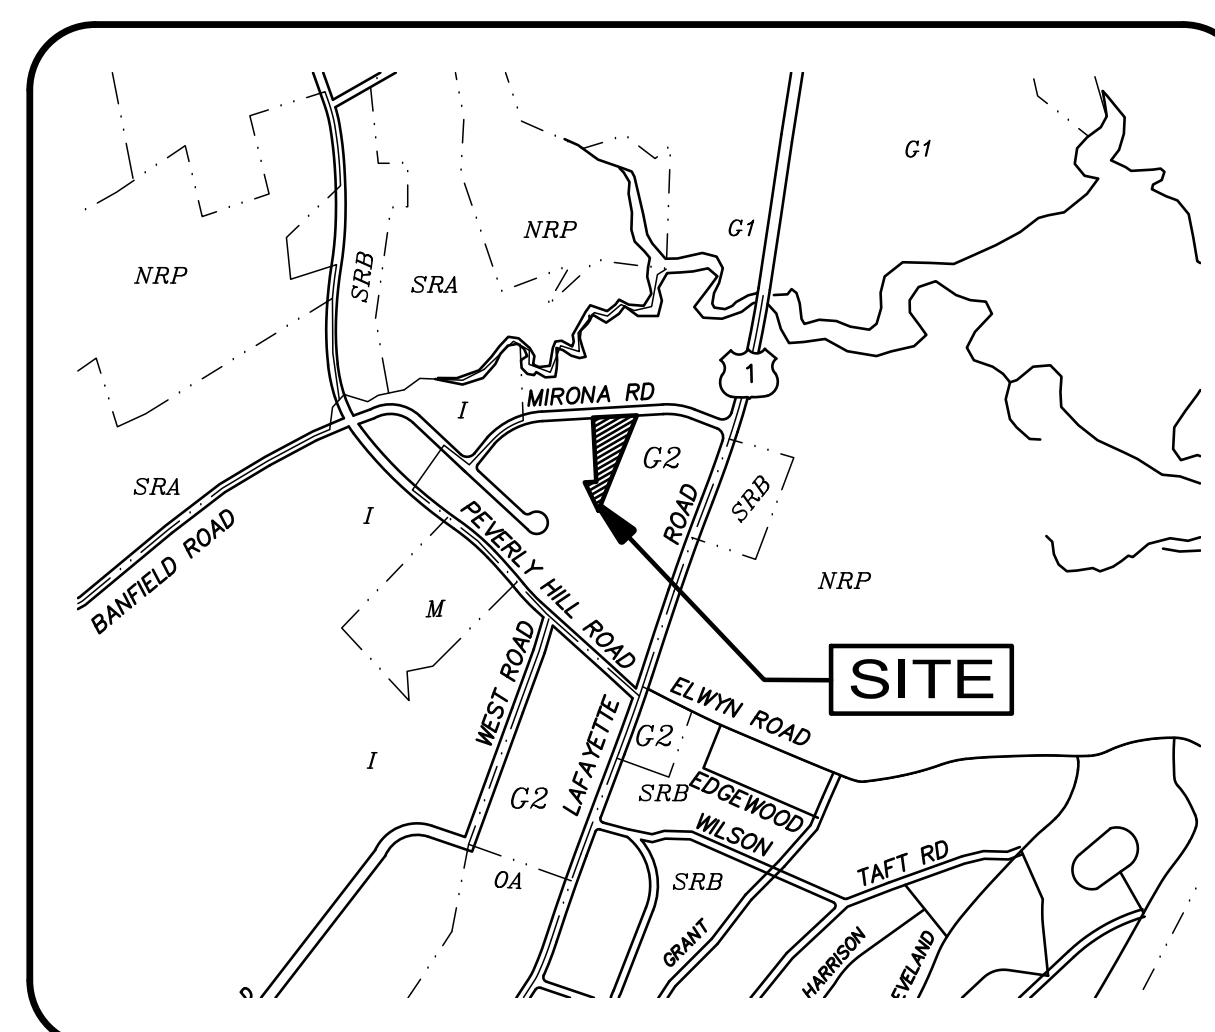 G1
G1
NRP
NRP
SRB
SRA
1
MIRONA RD
I
G2
SRB
SRA
I
ROAD
BANFIELD ROAD
PEVERLY HILL ROAD
NRP
M
SITE
WEST ROAD
ELWYN ROAD
LAFAYETTE
G2
I
G2
SRB
EDGEWOOD
WILSON
TAFT RD
OA
SRB
GRANT
HARRISON
EVELAND
D